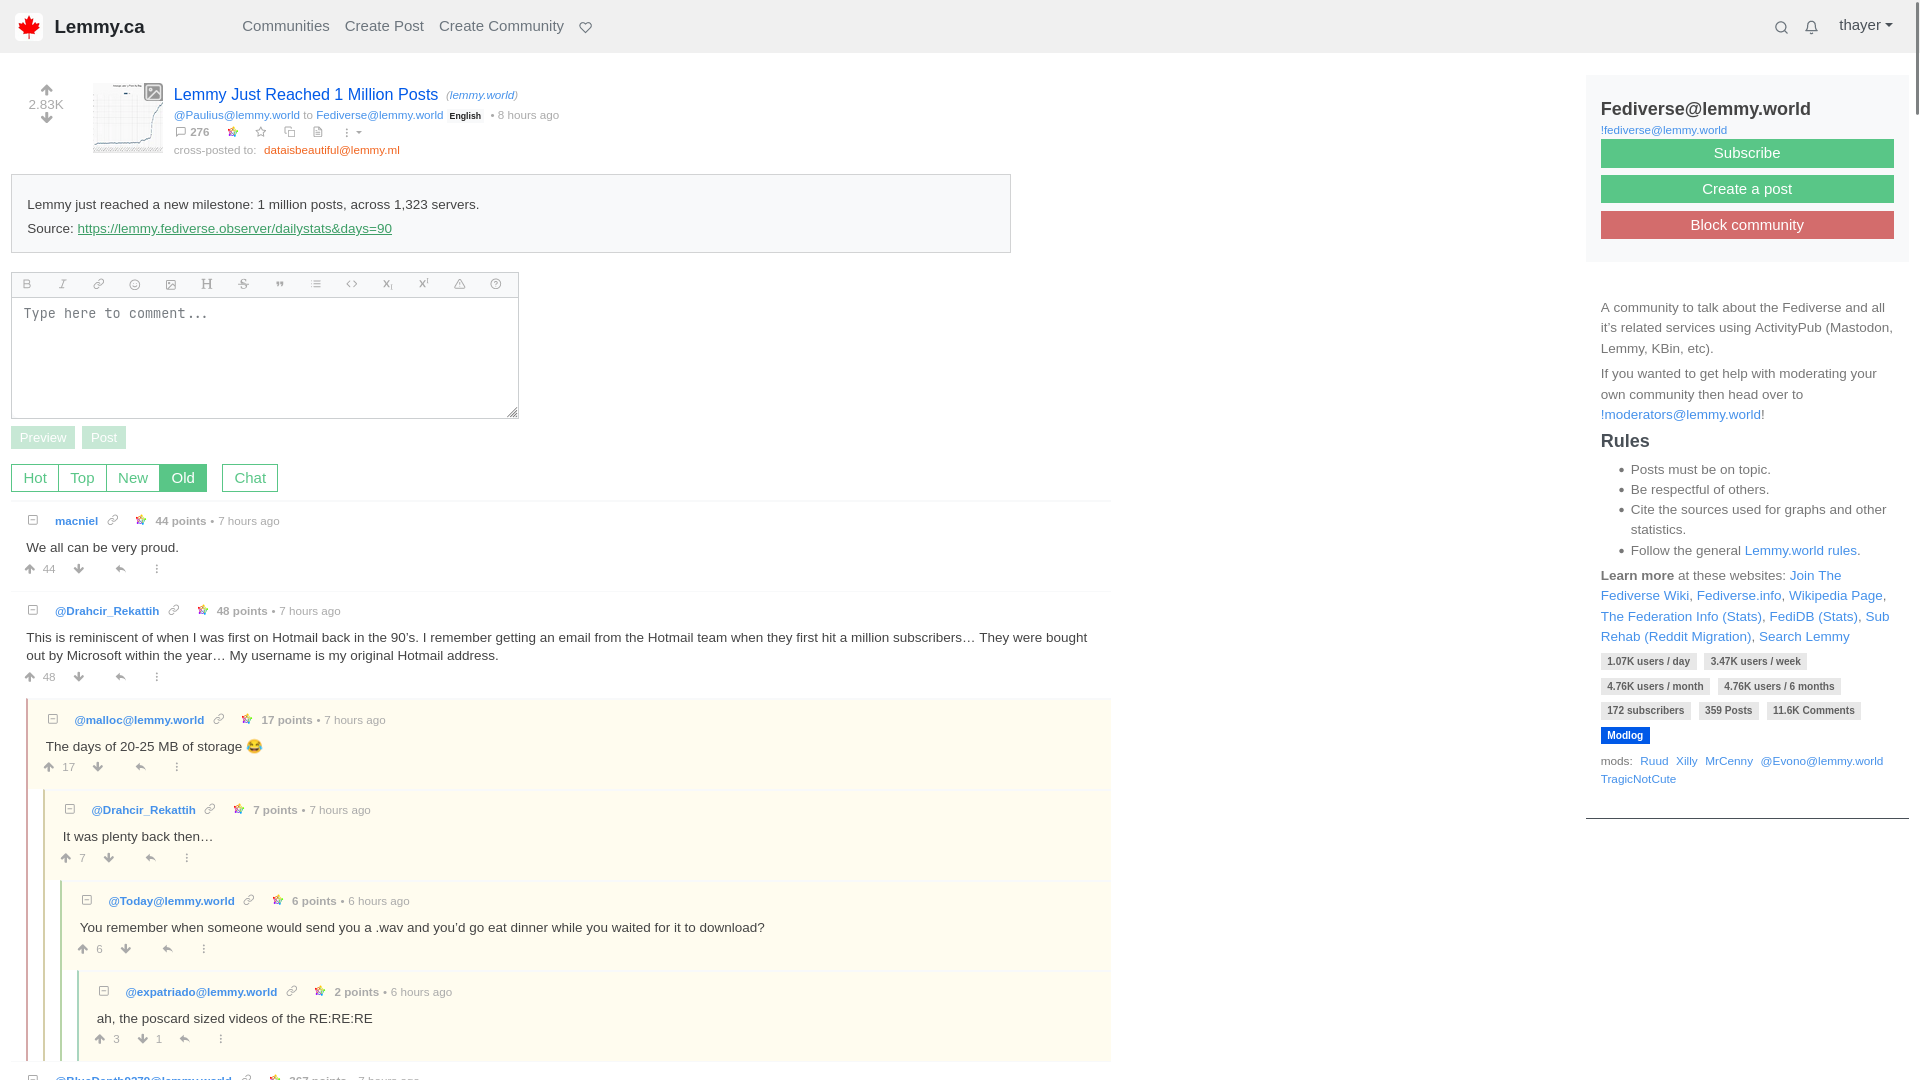 Lemmy.ca
Communities
Create Post
Create Community
thayer
2.83K
Lemmy Just Reached 1 Million Posts (lemmy.world)
@Paulius@lemmy.world to Fediverse@lemmy.world English • 8 hours ago
276
cross-posted to: dataisbeautiful@lemmy.ml
Lemmy just reached a new milestone: 1 million posts, across 1,323 servers.
Source: https://lemmy.fediverse.observer/dailystats&days=90
Type here to comment...
Preview
Post
Hot
Top
New
Old
Chat
macniel 44 points • 7 hours ago
We all can be very proud.
44
@Drahcir_Rekattih 48 points • 7 hours ago
This is reminiscent of when I was first on Hotmail back in the 90’s. I remember getting an email from the Hotmail team when they first hit a million subscribers… They were bought
out by Microsoft within the year… My username is my original Hotmail address.
48
@malloc@lemmy.world 17 points • 7 hours ago
The days of 20-25 MB of storage 😂
17
@Drahcir_Rekattih 7 points • 7 hours ago
It was plenty back then…
7
@Today@lemmy.world 6 points • 6 hours ago
You remember when someone would send you a .wav and you’d go eat dinner while you waited for it to download?
6
@expatriado@lemmy.world 2 points • 6 hours ago
ah, the poscard sized videos of the RE:RE:RE
3 1
Fediverse@lemmy.world
!fediverse@lemmy.world
Subscribe
Create a post
Block community
A community to talk about the Fediverse and all
it’s related services using ActivityPub (Mastodon,
Lemmy, KBin, etc).
If you wanted to get help with moderating your
own community then head over to
!moderators@lemmy.world!
Rules
• Posts must be on topic.
• Be respectful of others.
• Cite the sources used for graphs and other
statistics.
• Follow the general Lemmy.world rules.
Learn more at these websites: Join The
Fediverse Wiki, Fediverse.info, Wikipedia Page,
The Federation Info (Stats), FediDB (Stats), Sub
Rehab (Reddit Migration), Search Lemmy
1.07K users / day 3.47K users / week
4.76K users / month 4.76K users / 6 months
172 subscribers 359 Posts 11.6K Comments
Modlog
mods: Ruud Xilly MrCenny @Evono@lemmy.world
TragicNotCute